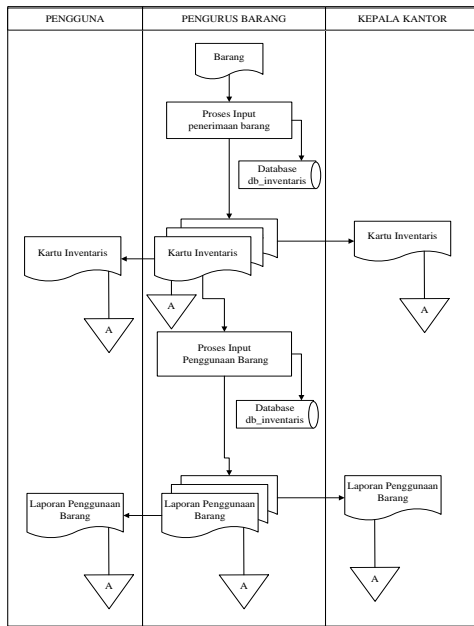 PENGGUNA
PENGURUS BARANG
KEPALA KANTOR
Barang
Proses Input
penerimaan barang
Database
db_inventaris
Kartu Inventaris
Kartu Inventaris
Kartu Inventaris
A
A
A
Proses Input
Penggunaan Barang
Database
db_inventaris
Laporan Penggunaan
Barang
Laporan Penggunaan
Barang
Laporan Penggunaan
Barang
A
A
A